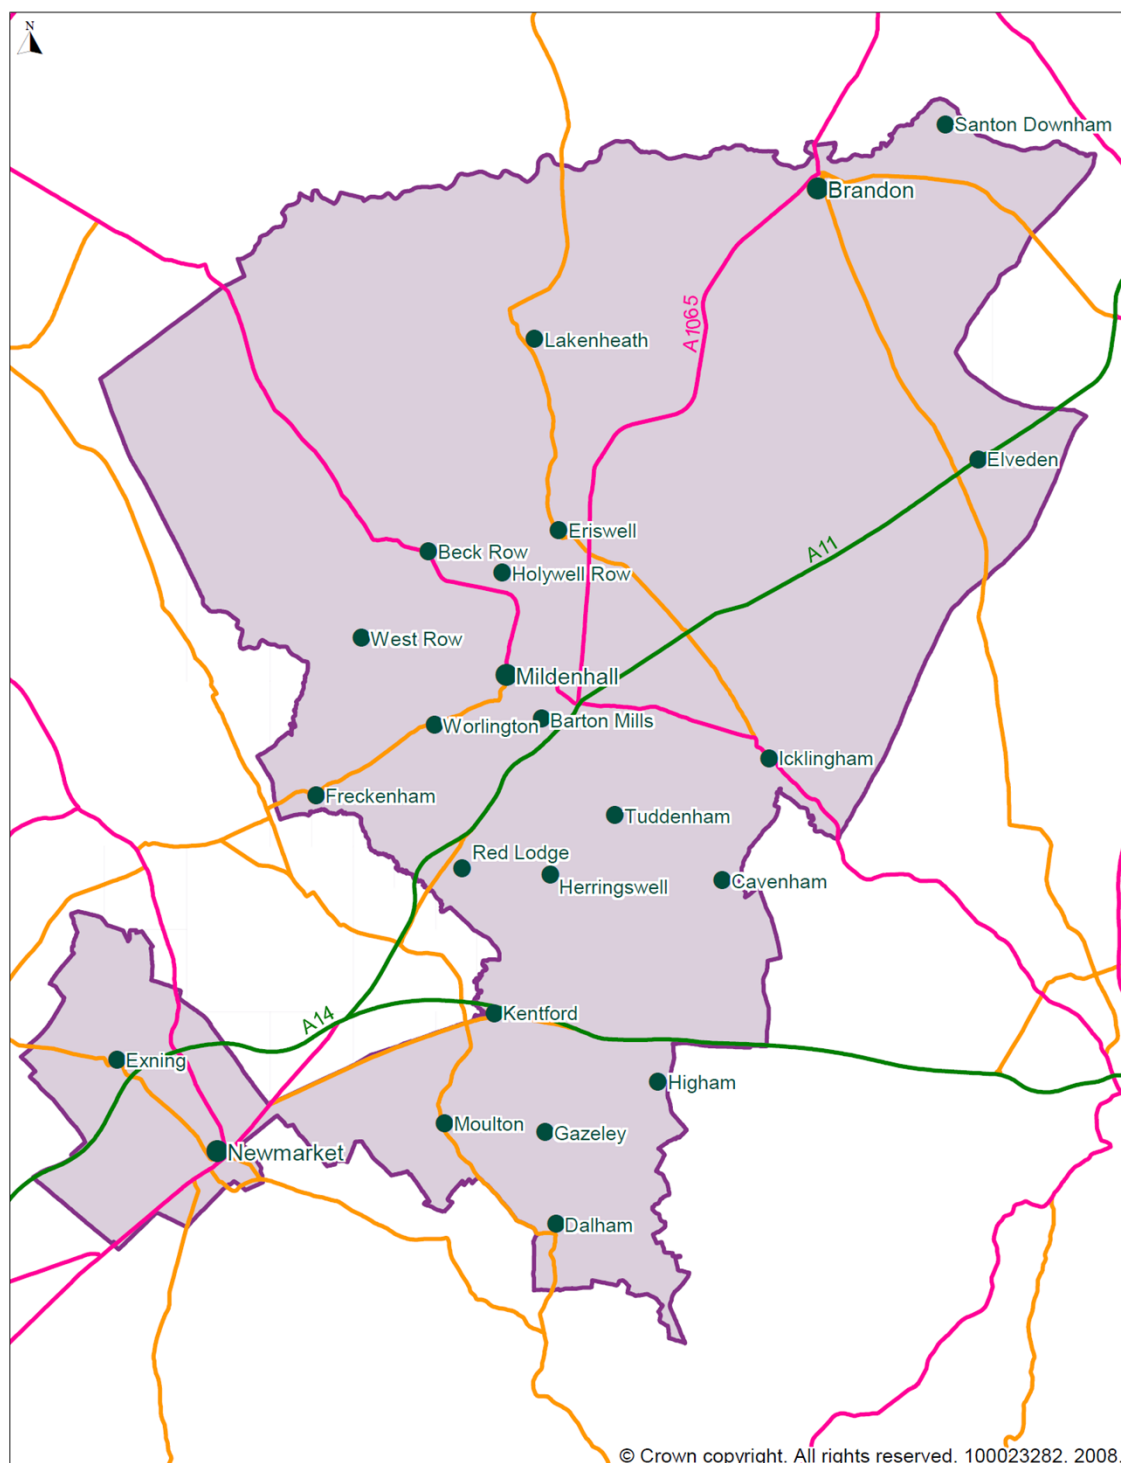 N
Santon Downham
Brandon
A1065
Lakenheath
Elveden
Eriswell
A11
Beck Row
Holywell Row
West Row
Mildenhall
Barton Mills
Worlington
Icklingham
Freckenham
Tuddenham
Red Lodge
Herringswell
Cavenham
Kentford
A14
Exning
Higham
Moulton
Gazeley
Newmarket
Dalham
© Crown copyright. All rights reserved. 100023282. 2008.